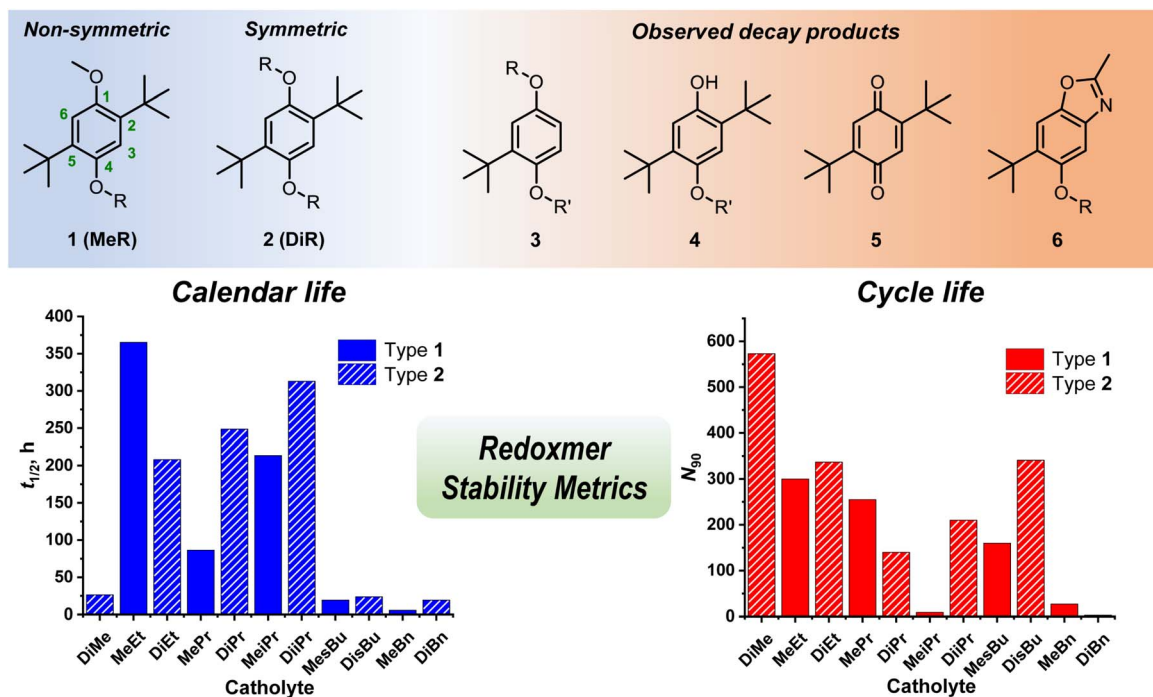 Non-symmetric
Symmetric
Observed decay products
O
1
2
3
4
5
6
O
R
1 (MeR)
R
O
O
R
2 (DiR)
R
O
O
R'
3
OH
O
R'
4
O
O
5
O
N
O
R
6
Calendar life
t1/2, h
400
350
300
250
200
150
100
50
25
0
Type 1
Type 2
DiMe
MeEt
DiEt
MePr
DiPr
MeiPr
DiiPr
MesBu
DisBu
MeBn
DiBn
Catholyte
Redoxmer
Stability Metrics
Cycle life
N90
600
500
400
300
200
100
0
Type 1
Type 2
DiMe
MeEt
DiEt
MePr
DiPr
MeiPr
DiiPr
MesBu
DisBu
MeBn
DiBn
Catholyte